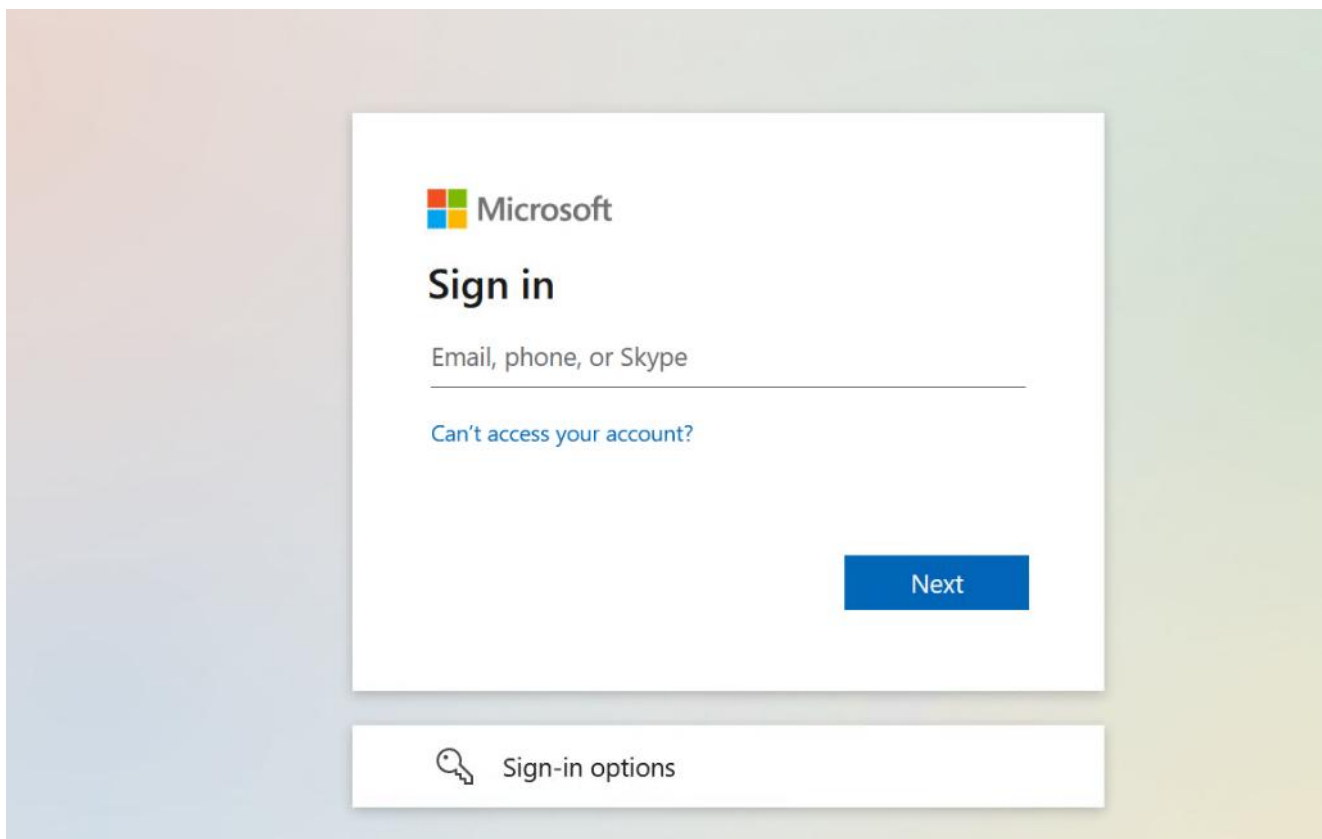 Microsoft
Sign in
Email, phone, or Skype
Can't access your account?
Next
Sign-in options